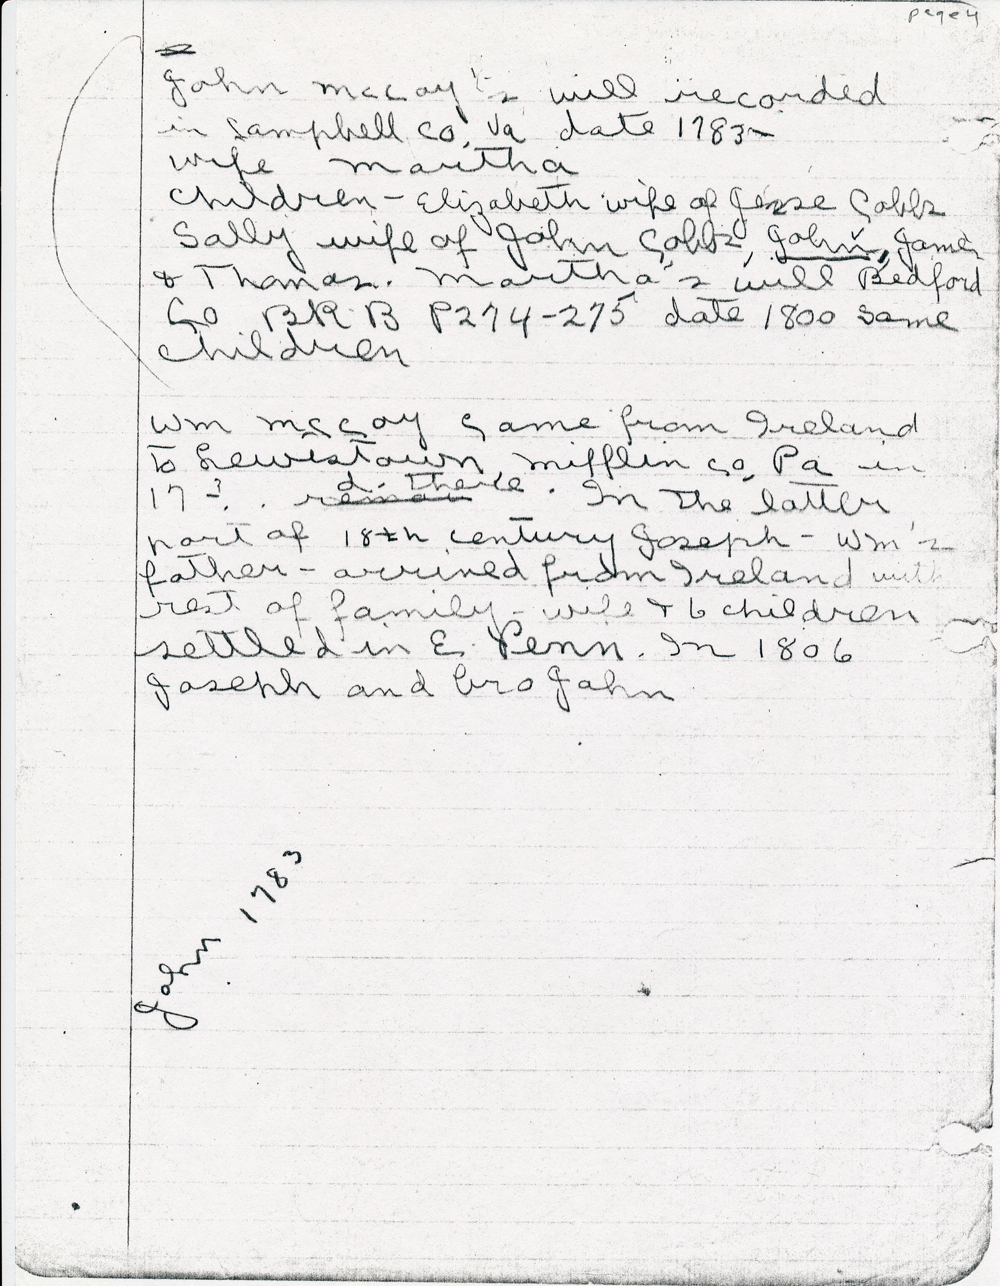 page 4
John McCoy's will recorded
in Campbell Co, Va date 1783-
wife Martha
children - Elizabeth wife of Jesse Cobbs
Sally wife of John Cobbs, John, James
& Thomas. Martha's will Bedford
Co BK B P274-275 date 1800 same
children
Wm McCoy came from Ireland
to Lewistown, Mifflin Co, Pa in
17-?. . d. there. In the latter
part of 18th century Joseph - Wm's
father - arrived from Ireland with
rest of family - wife & 6 children
settled in E. Penn. In 1806
Joseph and bro John
John 1783